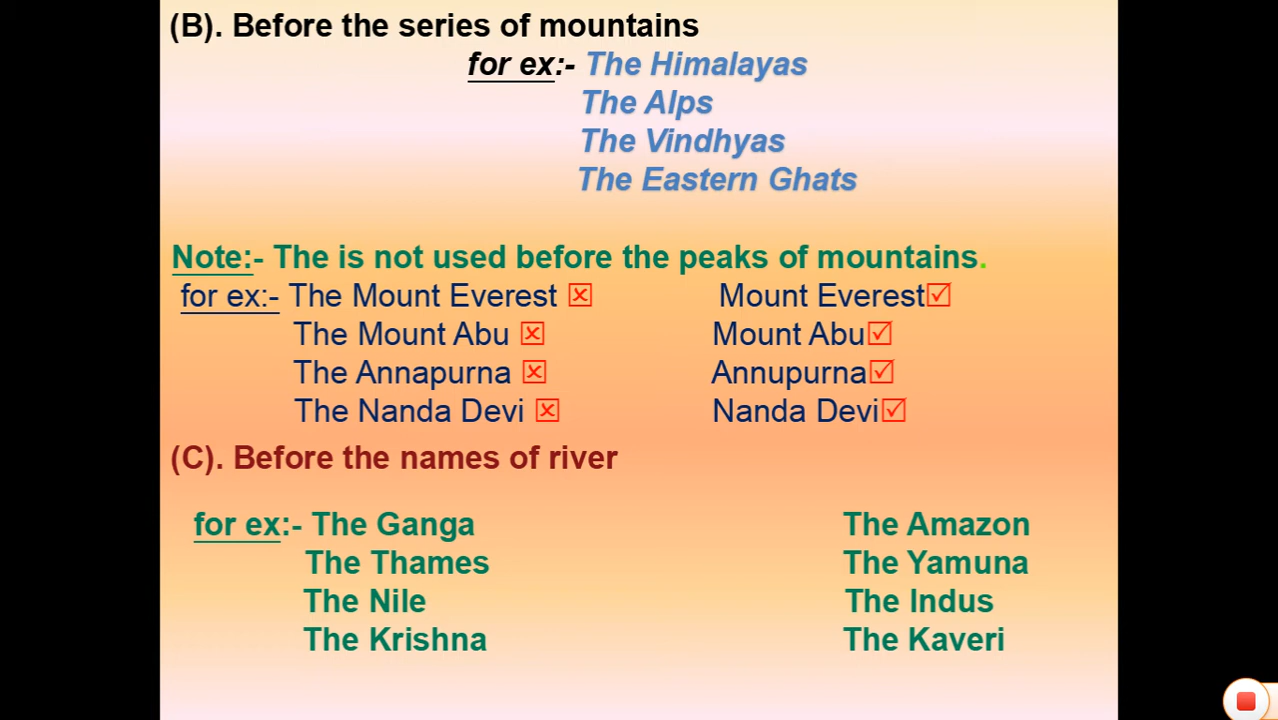 (B). Before the series of mountains
for ex:- The Himalayas
The Alps
The Vindhyas
The Eastern Ghats
Note:- The is not used before the peaks of mountains.
for ex:- The Mount Everest ☒ Mount Everest☑
The Mount Abu ☒ Mount Abu☑
The Annapurna ☒ Annupurna☑
The Nanda Devi ☒ Nanda Devi☑
(C). Before the names of river
for ex:- The Ganga The Amazon
The Thames The Yamuna
The Nile The Indus
The Krishna The Kaveri